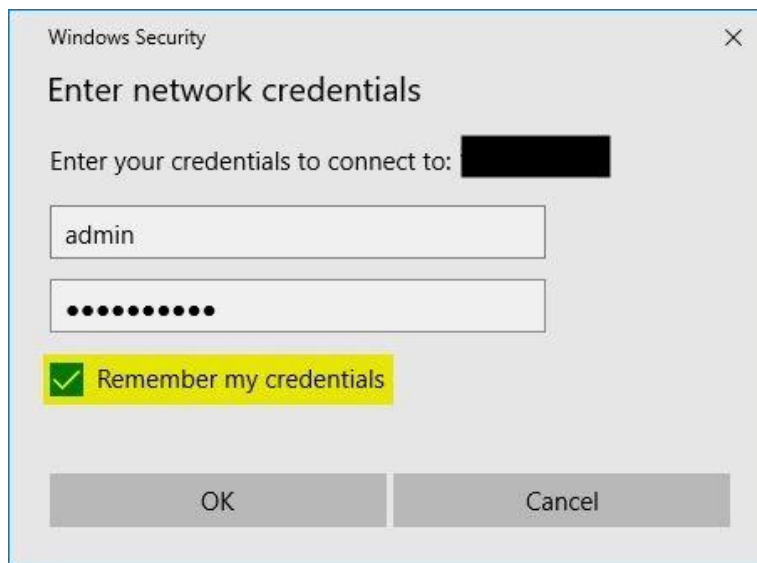 Windows Security
Enter network credentials
Enter your credentials to connect to:
admin
••••••••••
Remember my credentials
OK Cancel